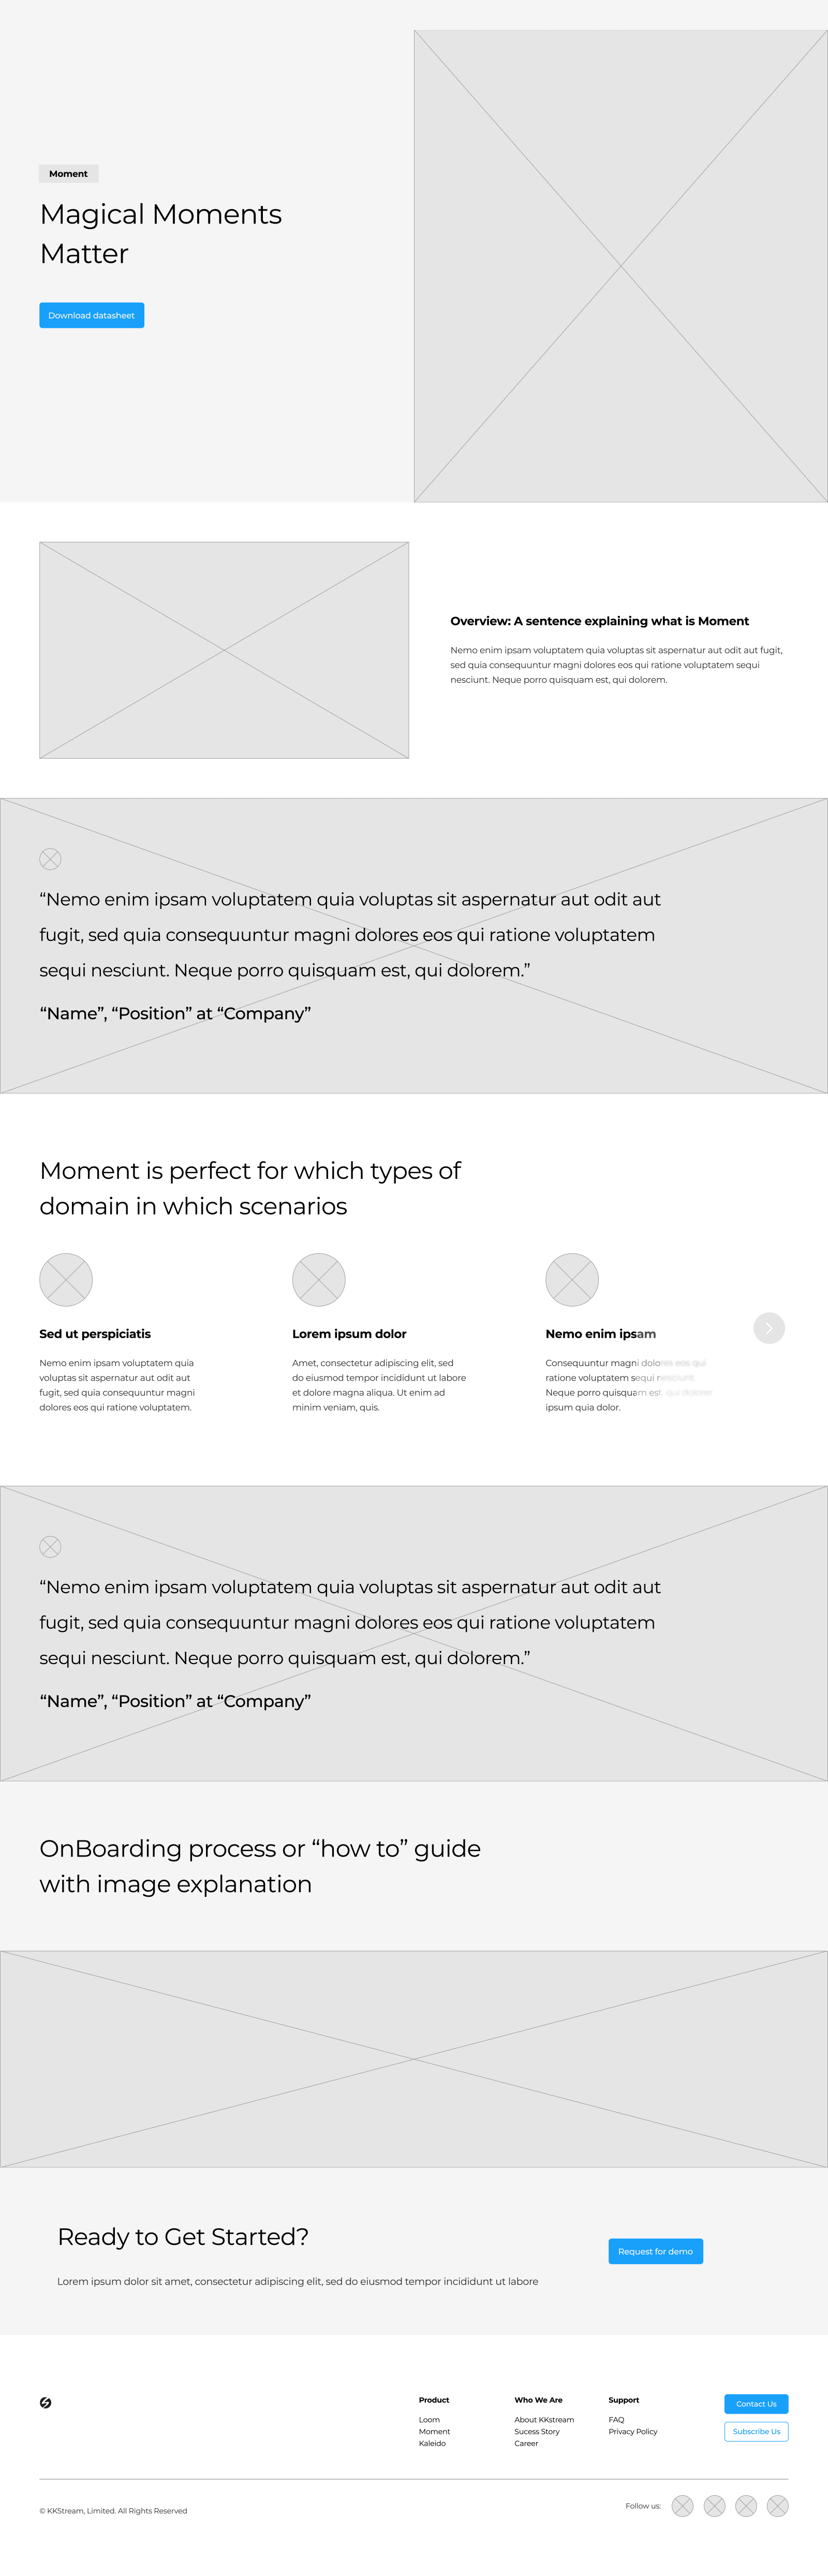 Moment
Magical Moments
Matter
Download datasheet
Overview: A sentence explaining what is Moment
Nemo enim ipsam voluptatem quia voluptas sit aspernatur aut odit aut fugit,
sed quia consequuntur magni dolores eos qui ratione voluptatem sequi
nesciunt. Neque porro quisquam est, qui dolorem.
“Nemo enim ipsam voluptatem quia voluptas sit aspernatur aut odit aut
fugit, sed quia consequuntur magni dolores eos qui ratione voluptatem
sequi nesciunt. Neque porro quisquam est, qui dolorem.”
“Name”, “Position” at “Company”
Moment is perfect for which types of
domain in which scenarios
Sed ut perspiciatis
Nemo enim ipsam voluptatem quia
voluptas sit aspernatur aut odit aut
fugit, sed quia consequuntur magni
dolores eos qui ratione voluptatem.
Lorem ipsum dolor
Amet, consectetur adipiscing elit, sed
do eiusmod tempor incididunt ut labore
et dolore magna aliqua. Ut enim ad
minim veniam, quis.
Nemo enim ipsam
Consequuntur magni dolores eos qui
ratione voluptatem sequi nesciunt.
Neque porro quisquam est, qui dolorer
ipsum quia dolor.
“Nemo enim ipsam voluptatem quia voluptas sit aspernatur aut odit aut
fugit, sed quia consequuntur magni dolores eos qui ratione voluptatem
sequi nesciunt. Neque porro quisquam est, qui dolorem.”
“Name”, “Position” at “Company”
OnBoarding process or “how to” guide
with image explanation
Ready to Get Started?
Lorem ipsum dolor sit amet, consectetur adipiscing elit, sed do eiusmod tempor incididunt ut labore
Request for demo
Product
Loom
Moment
Kaleido
Who We Are
About KKstream
Sucess Story
Career
Support
FAQ
Privacy Policy
Contact Us
Subscribe Us
© KKStream, Limited. All Rights Reserved
Follow us: